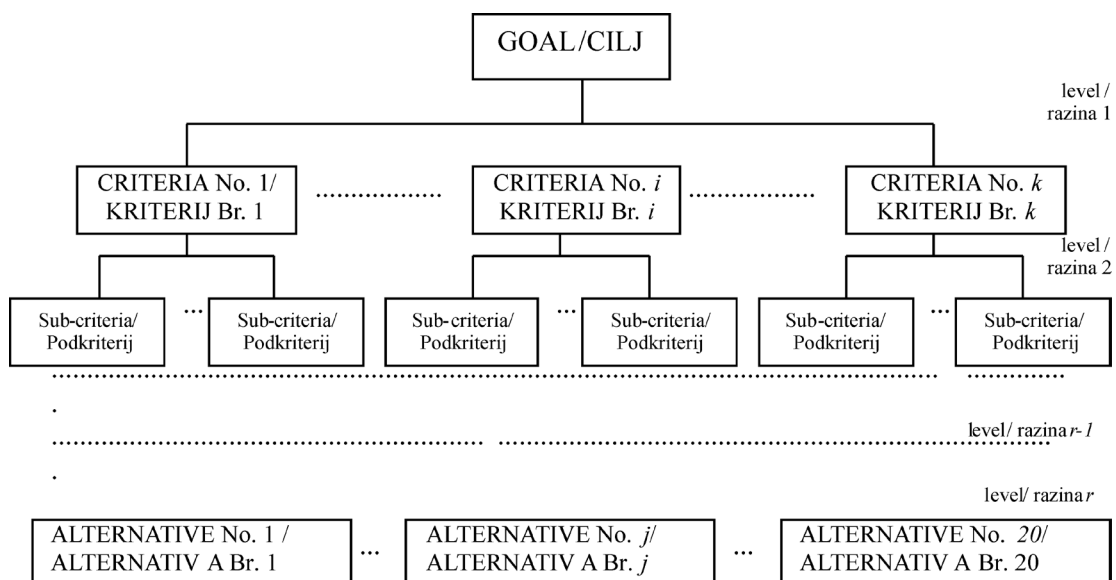 GOAL/CILJ
level/
razina 1
CRITERIA No. 1/
KRITERIJ Br. 1
CRITERIA No. i
KRITERIJ Br. i
CRITERIA No. k
KRITERIJ Br. k
level/
razina 2
Sub-criteria/
Podkriterij
...
Sub-criteria/
Podkriterij
Sub-criteria/
Podkriterij
...
Sub-criteria/
Podkriterij
Sub-criteria/
Podkriterij
...
Sub-criteria/
Podkriterij
level/ razina r-1
level/ razina r
ALTERNATIVE No. 1 /
ALTERNATIV A Br. 1
...
ALTERNATIVE No. j/
ALTERNATIV A Br. j
...
ALTERNATIVE No. 20/
ALTERNATIV A Br. 20